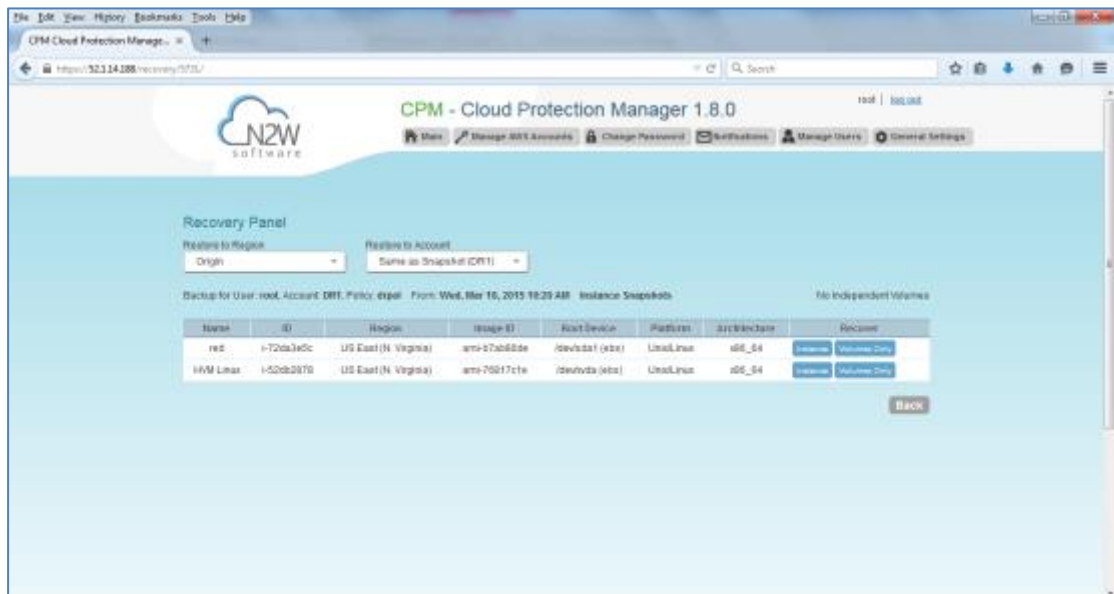 File Edit View History Bookmarks Tools Help
CPM Cloud Protection Manage... × +
Search
root | log out
N2W
software
CPM - Cloud Protection Manager 1.8.0
Main Manage AWS Accounts Change Password Notifications Manage Users General Settings
Recovery Panel
Restore to Region Restore to Account
Origin Same as Snapshot (DR1)
Backup for User: root, Account: DR1, Policy: From: Wed, 2015 10:20 AM Instance Snapshots No Independent Volumes
Name ID Region Image ID Root Device Platform Architecture Recover
red US East (N. Virginia) /dev/sda1 (ebs) Unix/Linux x86_64 Instance Volumes Only
HVM Linux US East (N. Virginia) /dev/xvda (ebs) Unix/Linux x86_64 Instance Volumes Only
Back